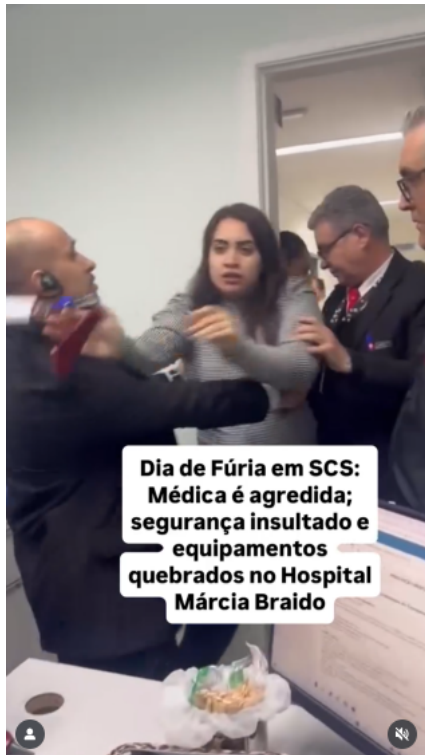 Dia de Fúria em SCS:
Médica é agredida;
segurança insultado e
equipamentos
quebrados no Hospital
Márcia Braido